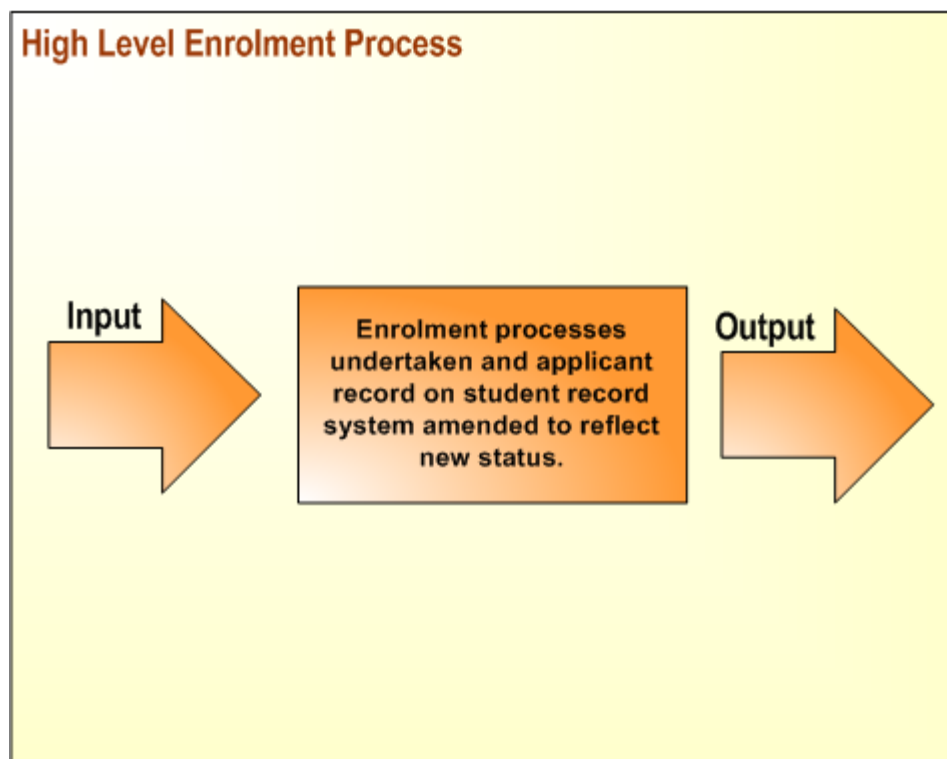 High Level Enrolment Process
Input
Enrolment processes
undertaken and applicant
record on student record
system amended to reflect
new status.
Output